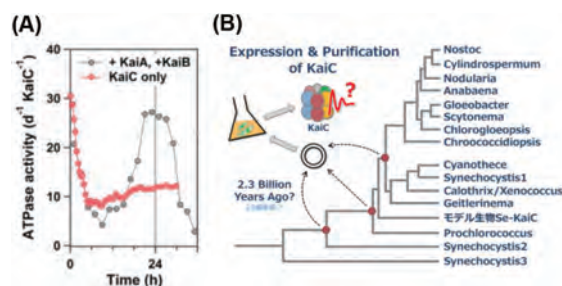 (A)
ATPase activity (d⁻¹ KaiC⁻¹)
40
30
20
10
0
+ KaiA, +KaiB
KaiC only
0
24
Time (h)
(B)
Expression & Purification
of KaiC
?
KaiC
2.3 Billion
Years Ago?
Nostoc
Cylindrospermum
Nodularia
Anabaena
Gloeobacter
Scytonema
Chlorogloeopsis
Chroococcidiopsis
Cyanothece
Synechocystis1
Calothrix/Xenococcus
Geitlerinema
モデル生物Se-KaiC
Prochlorococcus
Synechocystis2
Synechocystis3